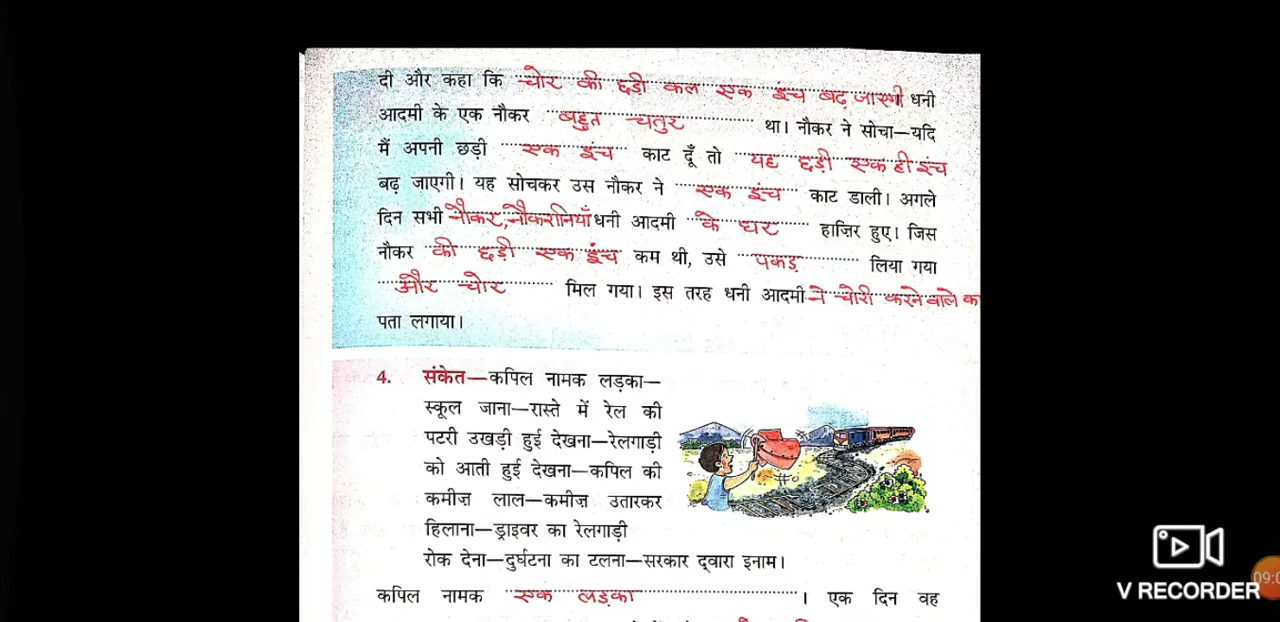 दी और कहा कि चोर की छड़ी कल एक इंच बढ़ जाएगी धनी
आदमी के एक नौकर बहुत चतुर था। नौकर ने सोचा—यदि
मैं अपनी छड़ी एक इंच काट दूँ तो यह छड़ी एक ही इंच
बढ़ जाएगी। यह सोचकर उस नौकर ने एक इंच काट डाली। अगले
दिन सभी नौकर,नौकरानियाँ धनी आदमी के घर हाज़िर हुए। जिस
नौकर की छड़ी एक इंच कम थी, उसे पकड़ लिया गया
और चोर मिल गया। इस तरह धनी आदमी ने चोरी करने वाले का
पता लगाया।
4. संकेत—कपिल नामक लड़का—
स्कूल जाना—रास्ते में रेल की
पटरी उखड़ी हुई देखना—रेलगाड़ी
को आती हुई देखना—कपिल की
कमीज़ लाल—कमीज़ उतारकर
हिलाना—ड्राइवर का रेलगाड़ी
रोक देना—दुर्घटना का टलना—सरकार द्वारा इनाम।
कपिल नामक एक लड़का । एक दिन वह
V RECORDER